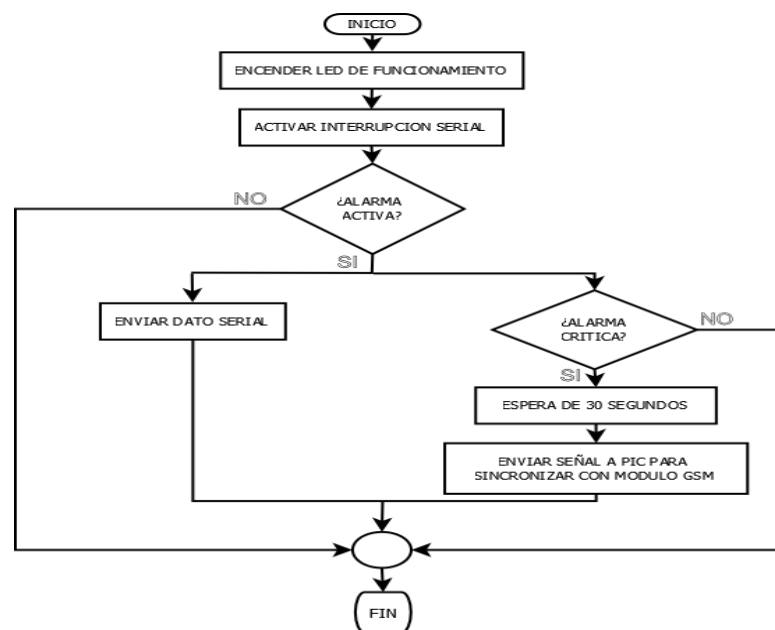 INICIO
ENCENDER LED DE FUNCIONAMIENTO
ACTIVAR INTERRUPCION SERIAL
NO
¿ALARMA
ACTIVA?
SI
ENVIAR DATO SERIAL
¿ALARMA
CRITICA?
NO
SI
ESPERA DE 30 SEGUNDOS
ENVIAR SEÑAL A PIC PARA
SINCRONIZAR CON MODULO GSM
FIN